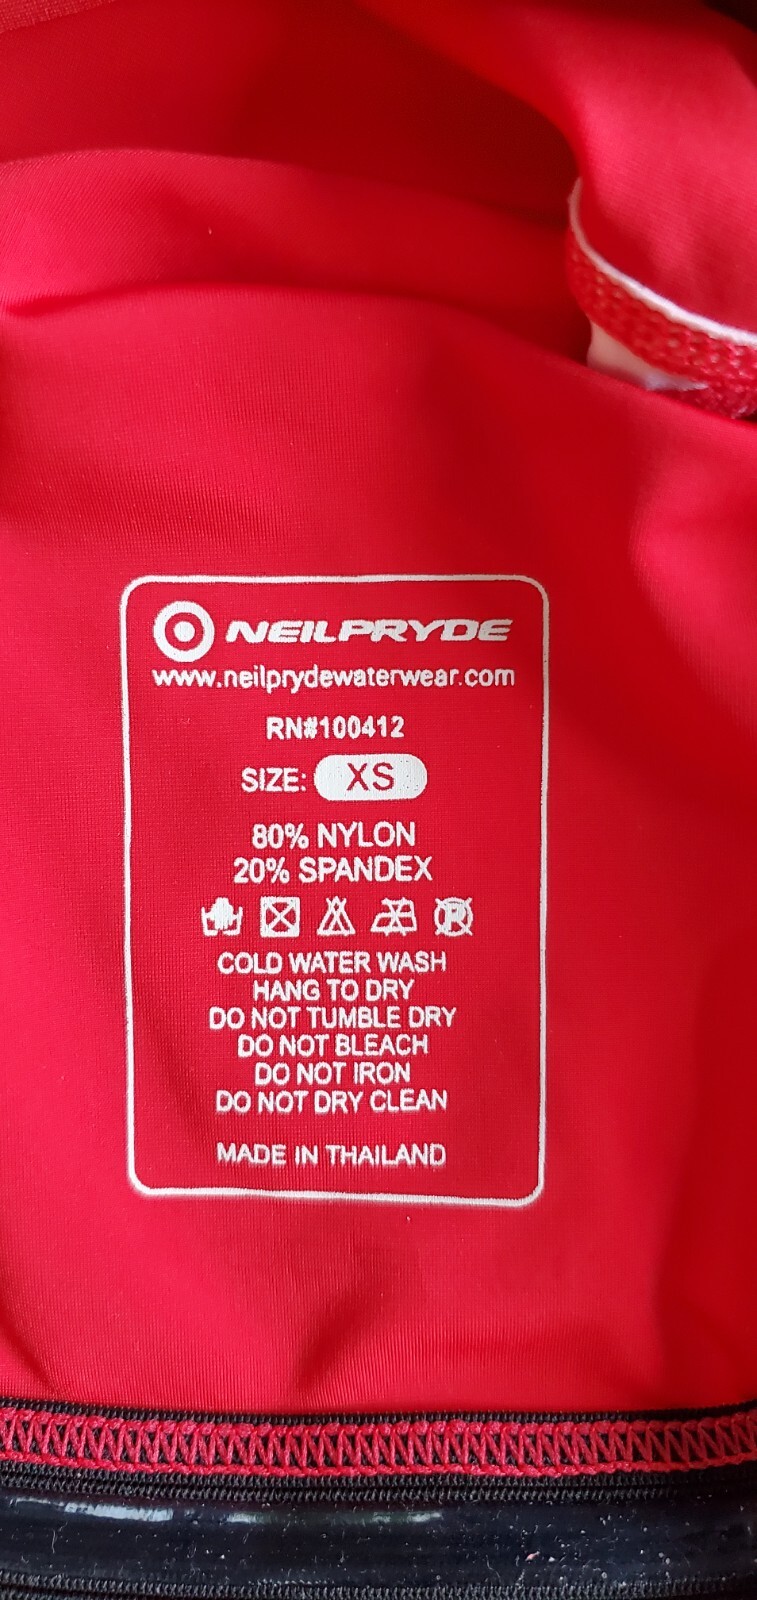 NEILPRYDE
www.neilprydewaterwear.com
RN#100412
SIZE: XS
80% NYLON
20% SPANDEX
COLD WATER WASH
HANG TO DRY
DO NOT TUMBLE DRY
DO NOT BLEACH
DO NOT IRON
DO NOT DRY CLEAN
MADE IN THAILAND